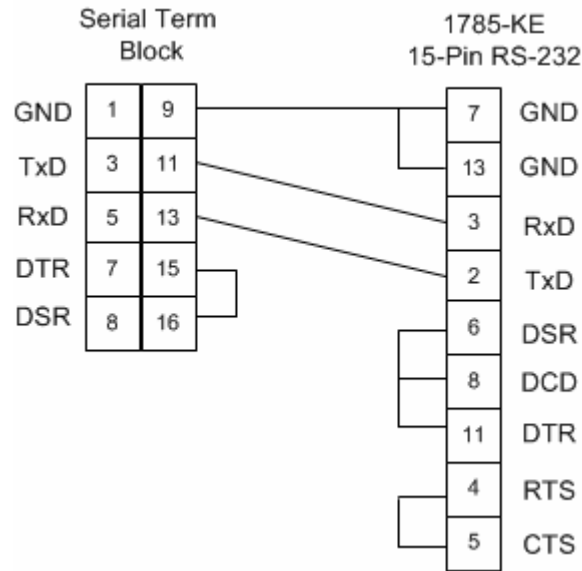 Serial Term
Block
1785-KE
15-Pin RS-232
GND 1 9
TxD 3 11
RxD 5 13
DTR 7 15
DSR 8 16
7 GND
13 GND
3 RxD
2 TxD
6 DSR
8 DCD
11 DTR
4 RTS
5 CTS